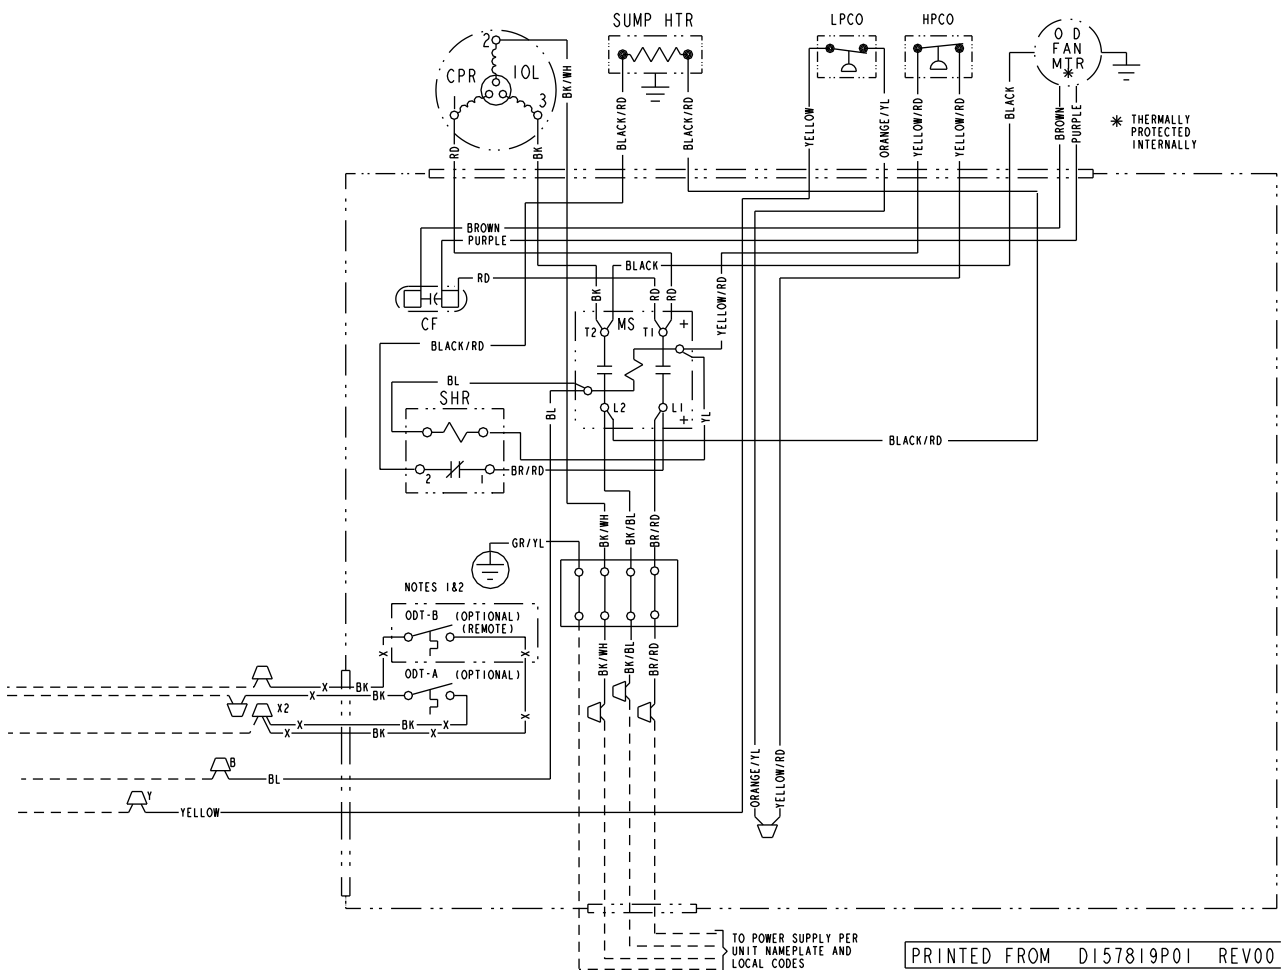 SUMP HTR
LPCO
HPCO
O D
FAN
MTR
*
2
CPR
IOL
1
3
BK/WH
BLACK/RD
BLACK/RD
YELLOW
ORANGE/YL
YELLOW/RD
YELLOW/RD
BLACK
BROWN
PURPLE
* THERMALLY
PROTECTED
INTERNALLY
RD
BK
BROWN
PURPLE
BLACK
RD
BK
RD
RD
YELLOW/RD
CF
MS
T2
T1
+
BLACK/RD
BL
SHR
BL
L2
L1
+
YL
BLACK/RD
2
1
BR/RD
BK/WH
BK/BL
BR/RD
GR/YL
NOTES 1&2
ODT-B (OPTIONAL)
(REMOTE)
X
X
BK/WH
BK/BL
BR/RD
ODT-A (OPTIONAL)
X
BK
X
BK
X2
X
BK
X
X
X
BK
X
B
BL
Y
YELLOW
ORANGE/YL
YELLOW/RD
TO POWER SUPPLY PER
UNIT NAMEPLATE AND
LOCAL CODES
PRINTED FROM D157819P01 REV00